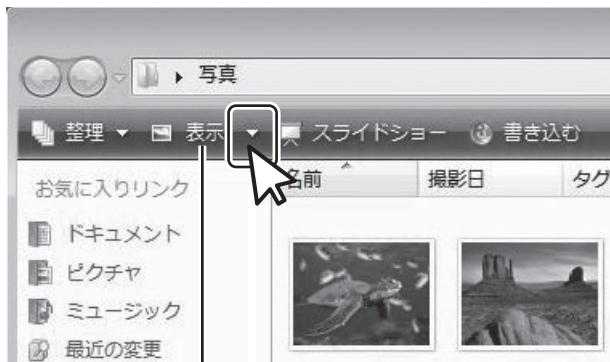 写真
整理 表示 スライドショー 書き込む
お気に入りリンク
名前 撮影日 タグ
ドキュメント
ピクチャ
ミュージック
最近の変更